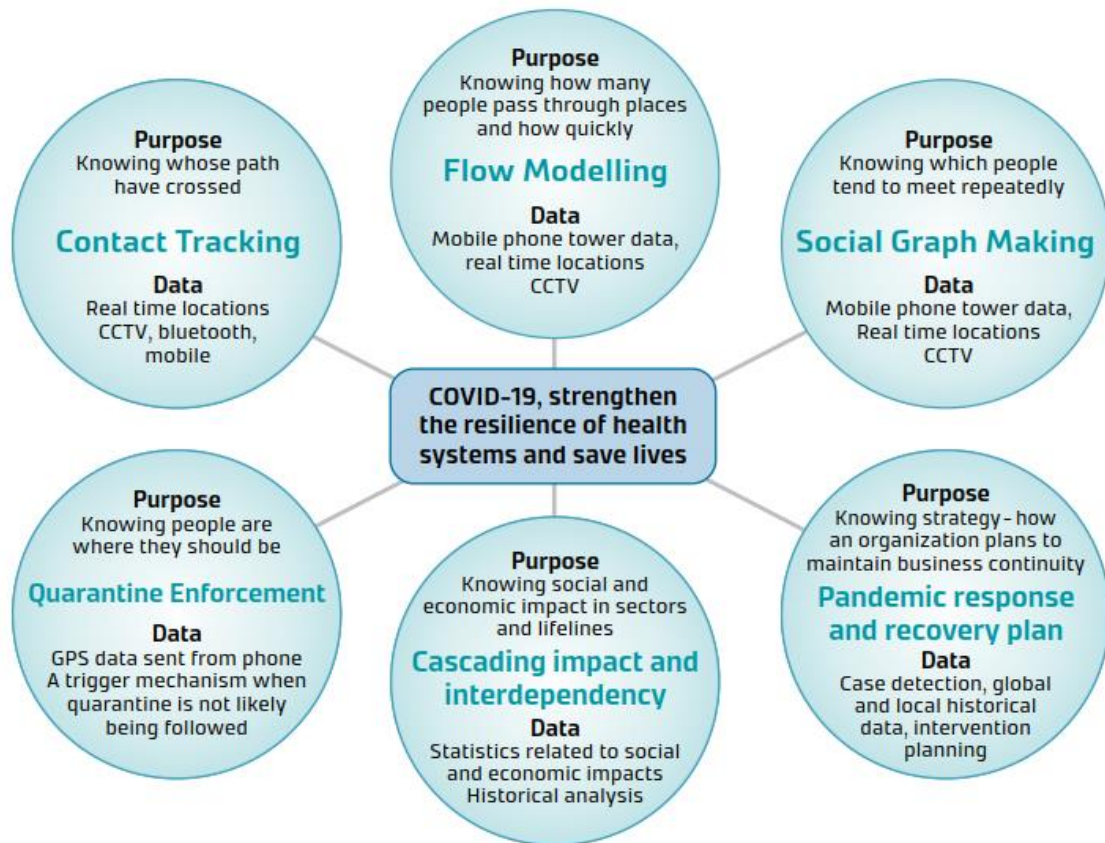 Purpose
Knowing whose path
have crossed
Contact Tracking
Data
Real time locations
CCTV, bluetooth,
mobile
Purpose
Knowing how many
people pass through places
and how quickly
Flow Modelling
Data
Mobile phone tower data,
real time locations
CCTV
Purpose
Knowing which people
tend to meet repeatedly
Social Graph Making
Data
Mobile phone tower data,
Real time locations
CCTV
COVID-19, strengthen
the resilience of health
systems and save lives
Purpose
Knowing people are
where they should be
Quarantine Enforcement
Data
GPS data sent from phone
A trigger mechanism when
quarantine is not likely
being followed
Purpose
Knowing social and
economic impact in sectors
and lifelines
Cascading impact and
interdependency
Data
Statistics related to social
and economic impacts
Historical analysis
Purpose
Knowing strategy - how
an organization plans to
maintain business continuity
Pandemic response
and recovery plan
Data
Case detection, global
and local historical
data, intervention
planning